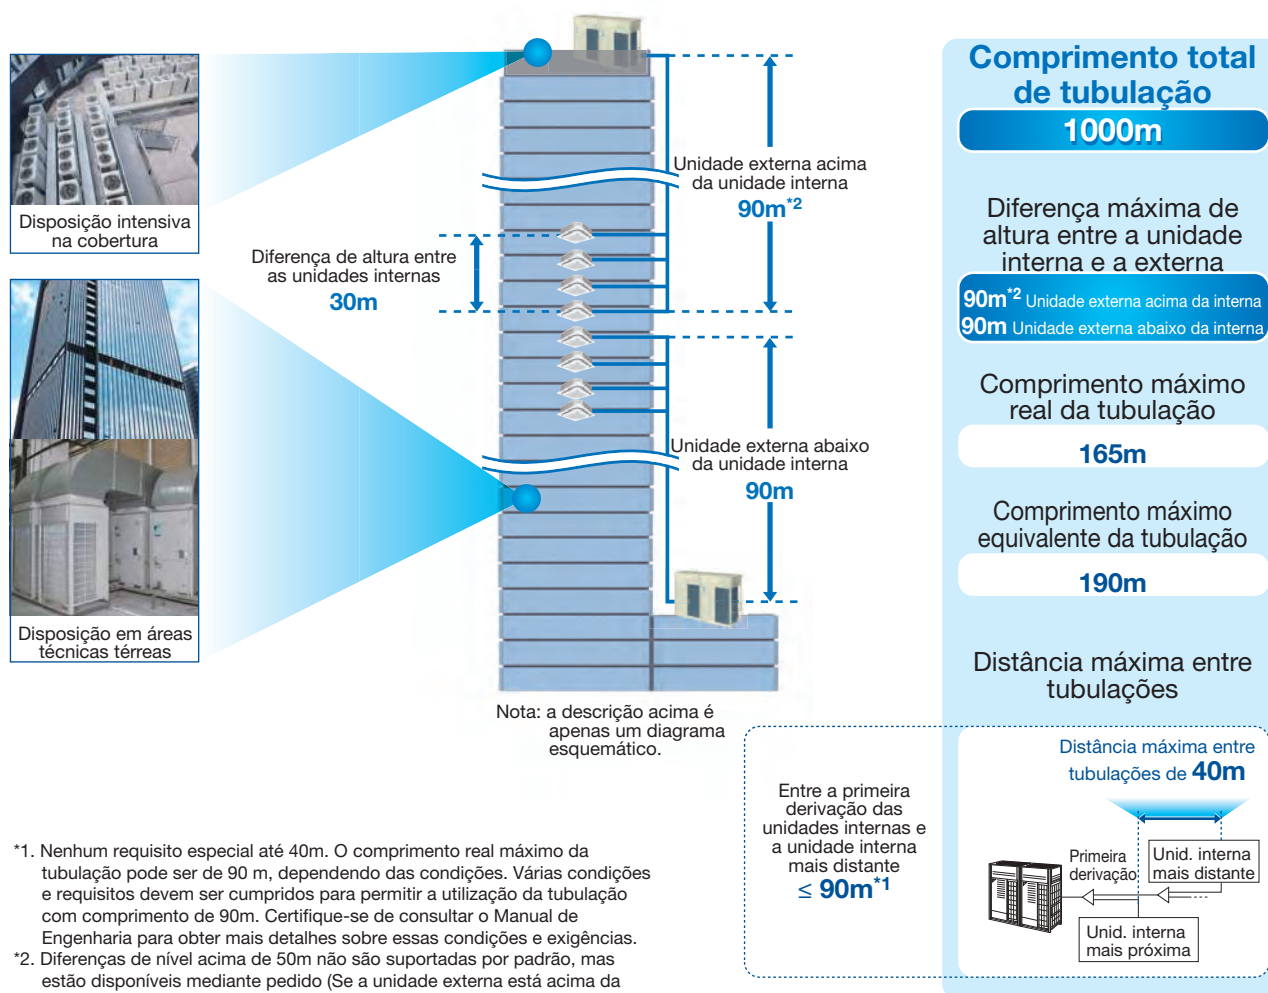 Disposição intensiva
na cobertura
Disposição em áreas
técnicas térreas
Diferença de altura entre
as unidades internas
30m
Unidade externa acima
da unidade interna
90m*2
Unidade externa abaixo
da unidade interna
90m
Nota: a descrição acima é
apenas um diagrama
esquemático.
Comprimento total
de tubulação
1000m
Diferença máxima de
altura entre a unidade
interna e a externa
90m*2 Unidade externa acima da interna
90m Unidade externa abaixo da interna
Comprimento máximo
real da tubulação
165m
Comprimento máximo
equivalente da tubulação
190m
Distância máxima entre
tubulações
Entre a primeira
derivação das
unidades internas e
a unidade interna
mais distante
≤ 90m*1
Distância máxima entre
tubulações de 40m
Primeira
derivação
Unid. interna
mais distante
Unid. interna
mais próxima
*1. Nenhum requisito especial até 40m. O comprimento real máximo da
tubulação pode ser de 90 m, dependendo das condições. Várias condições
e requisitos devem ser cumpridos para permitir a utilização da tubulação
com comprimento de 90m. Certifique-se de consultar o Manual de
Engenharia para obter mais detalhes sobre essas condições e exigências.
*2. Diferenças de nível acima de 50m não são suportadas por padrão, mas
estão disponíveis mediante pedido (Se a unidade externa está acima da